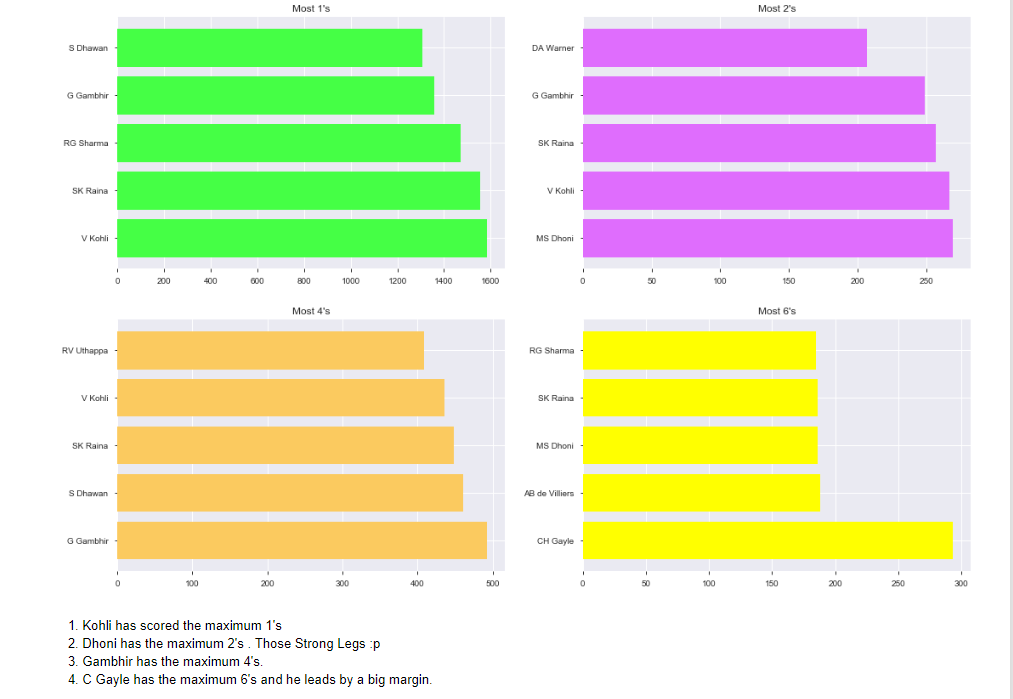 Most 1's
S Dhawan
G Gambhir
RG Sharma
SK Raina
V Kohli
0 200 400 600 800 1000 1200 1400 1600
Most 2's
DA Warner
G Gambhir
SK Raina
V Kohli
MS Dhoni
0 50 100 150 200 250
Most 4's
RV Uthappa
V Kohli
SK Raina
S Dhawan
G Gambhir
0 100 200 300 400 500
Most 6's
RG Sharma
SK Raina
MS Dhoni
AB de Villiers
CH Gayle
0 50 100 150 200 250 300
1. Kohli has scored the maximum 1's
2. Dhoni has the maximum 2's . Those Strong Legs :p
3. Gambhir has the maximum 4's.
4. C Gayle has the maximum 6's and he leads by a big margin.